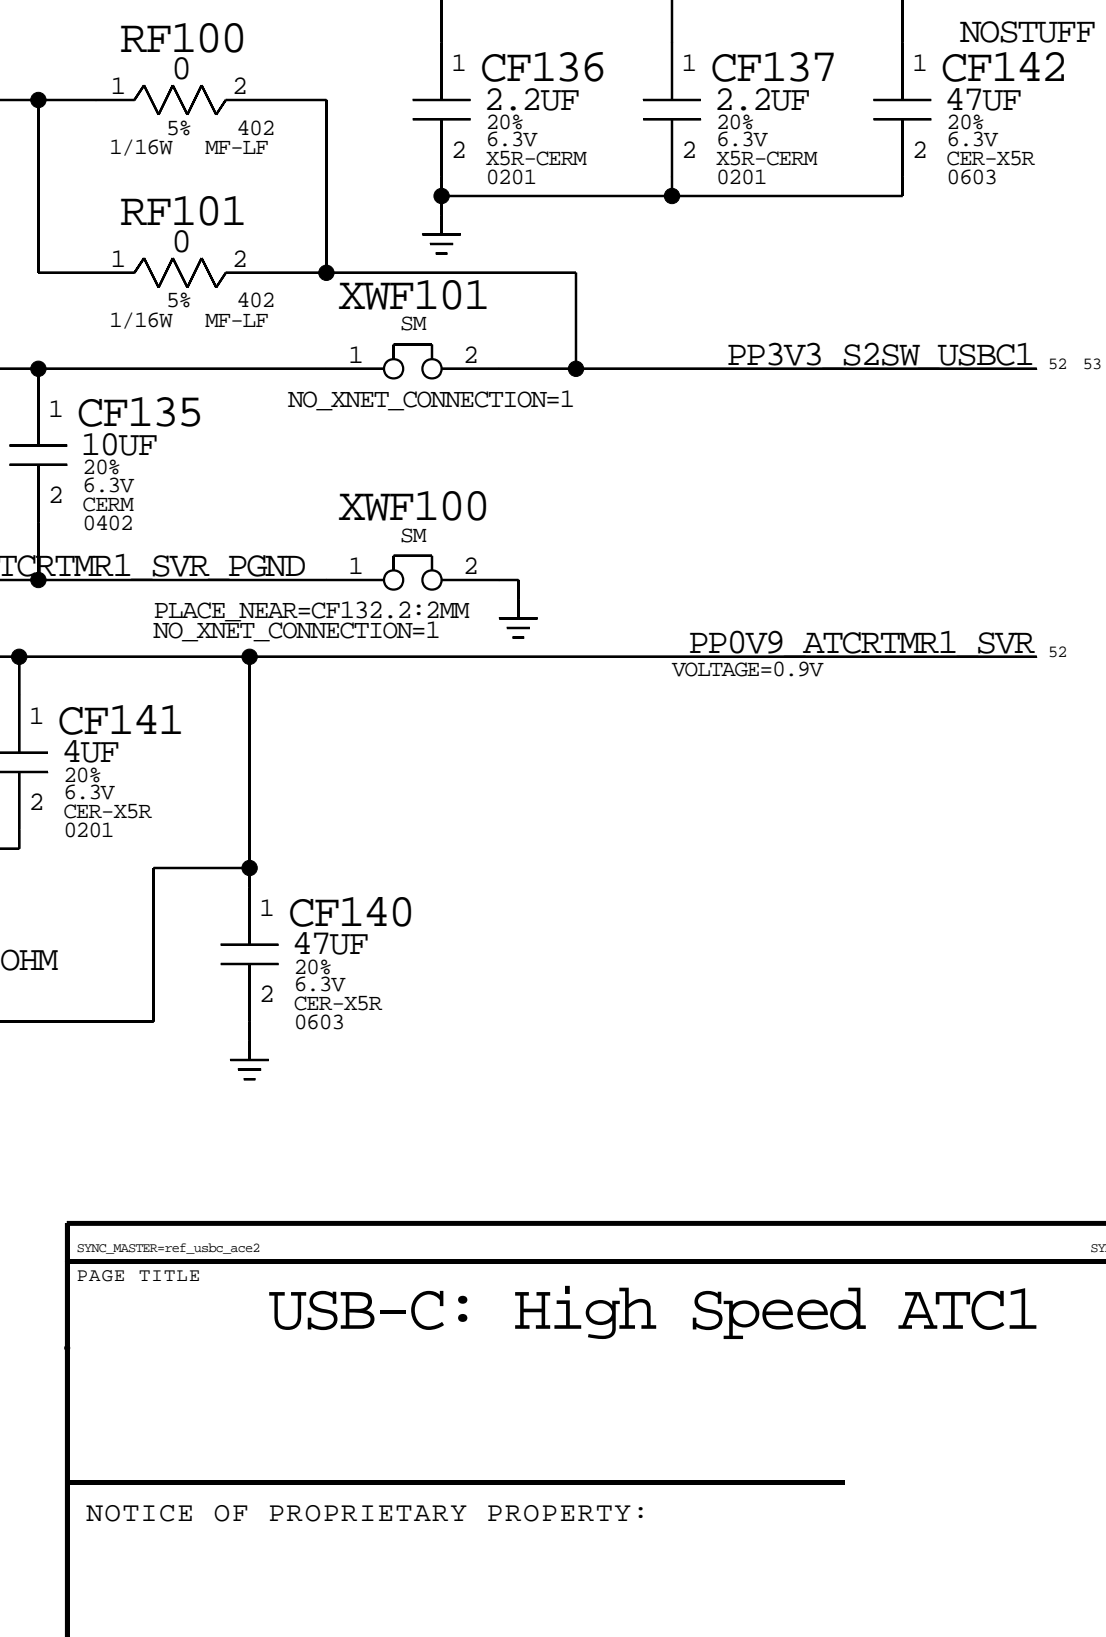 RF100
0
1 2
5% 402
1/16W MF-LF
1 CF136
2.2UF
20%
6.3V
2 X5R-CERM
0201
1 CF137
2.2UF
20%
6.3V
2 X5R-CERM
0201
NOSTUFF
1 CF142
47UF
20%
6.3V
2 CER-X5R
0603
RF101
0
1 2
5% 402
1/16W MF-LF
XWF101
SM
1 2
NO_XNET_CONNECTION=1
PP3V3_S2SW_USBC1 52 53
1 CF135
10UF
20%
6.3V
2 CERM
0402
XWF100
SM
TCRTMR1_SVR_PGND 1 2
PLACE_NEAR=CF132.2:2MM
NO_XNET_CONNECTION=1
PP0V9_ATCRTMR1_SVR 52
VOLTAGE=0.9V
1 CF141
4UF
20%
6.3V
2 CER-X5R
0201
1 CF140
47UF
20%
6.3V
2 CER-X5R
0603
OHM
SYNC_MASTER=ref_usbc_ace2
SY
PAGE TITLE
USB-C: High Speed ATC1
NOTICE OF PROPRIETARY PROPERTY: